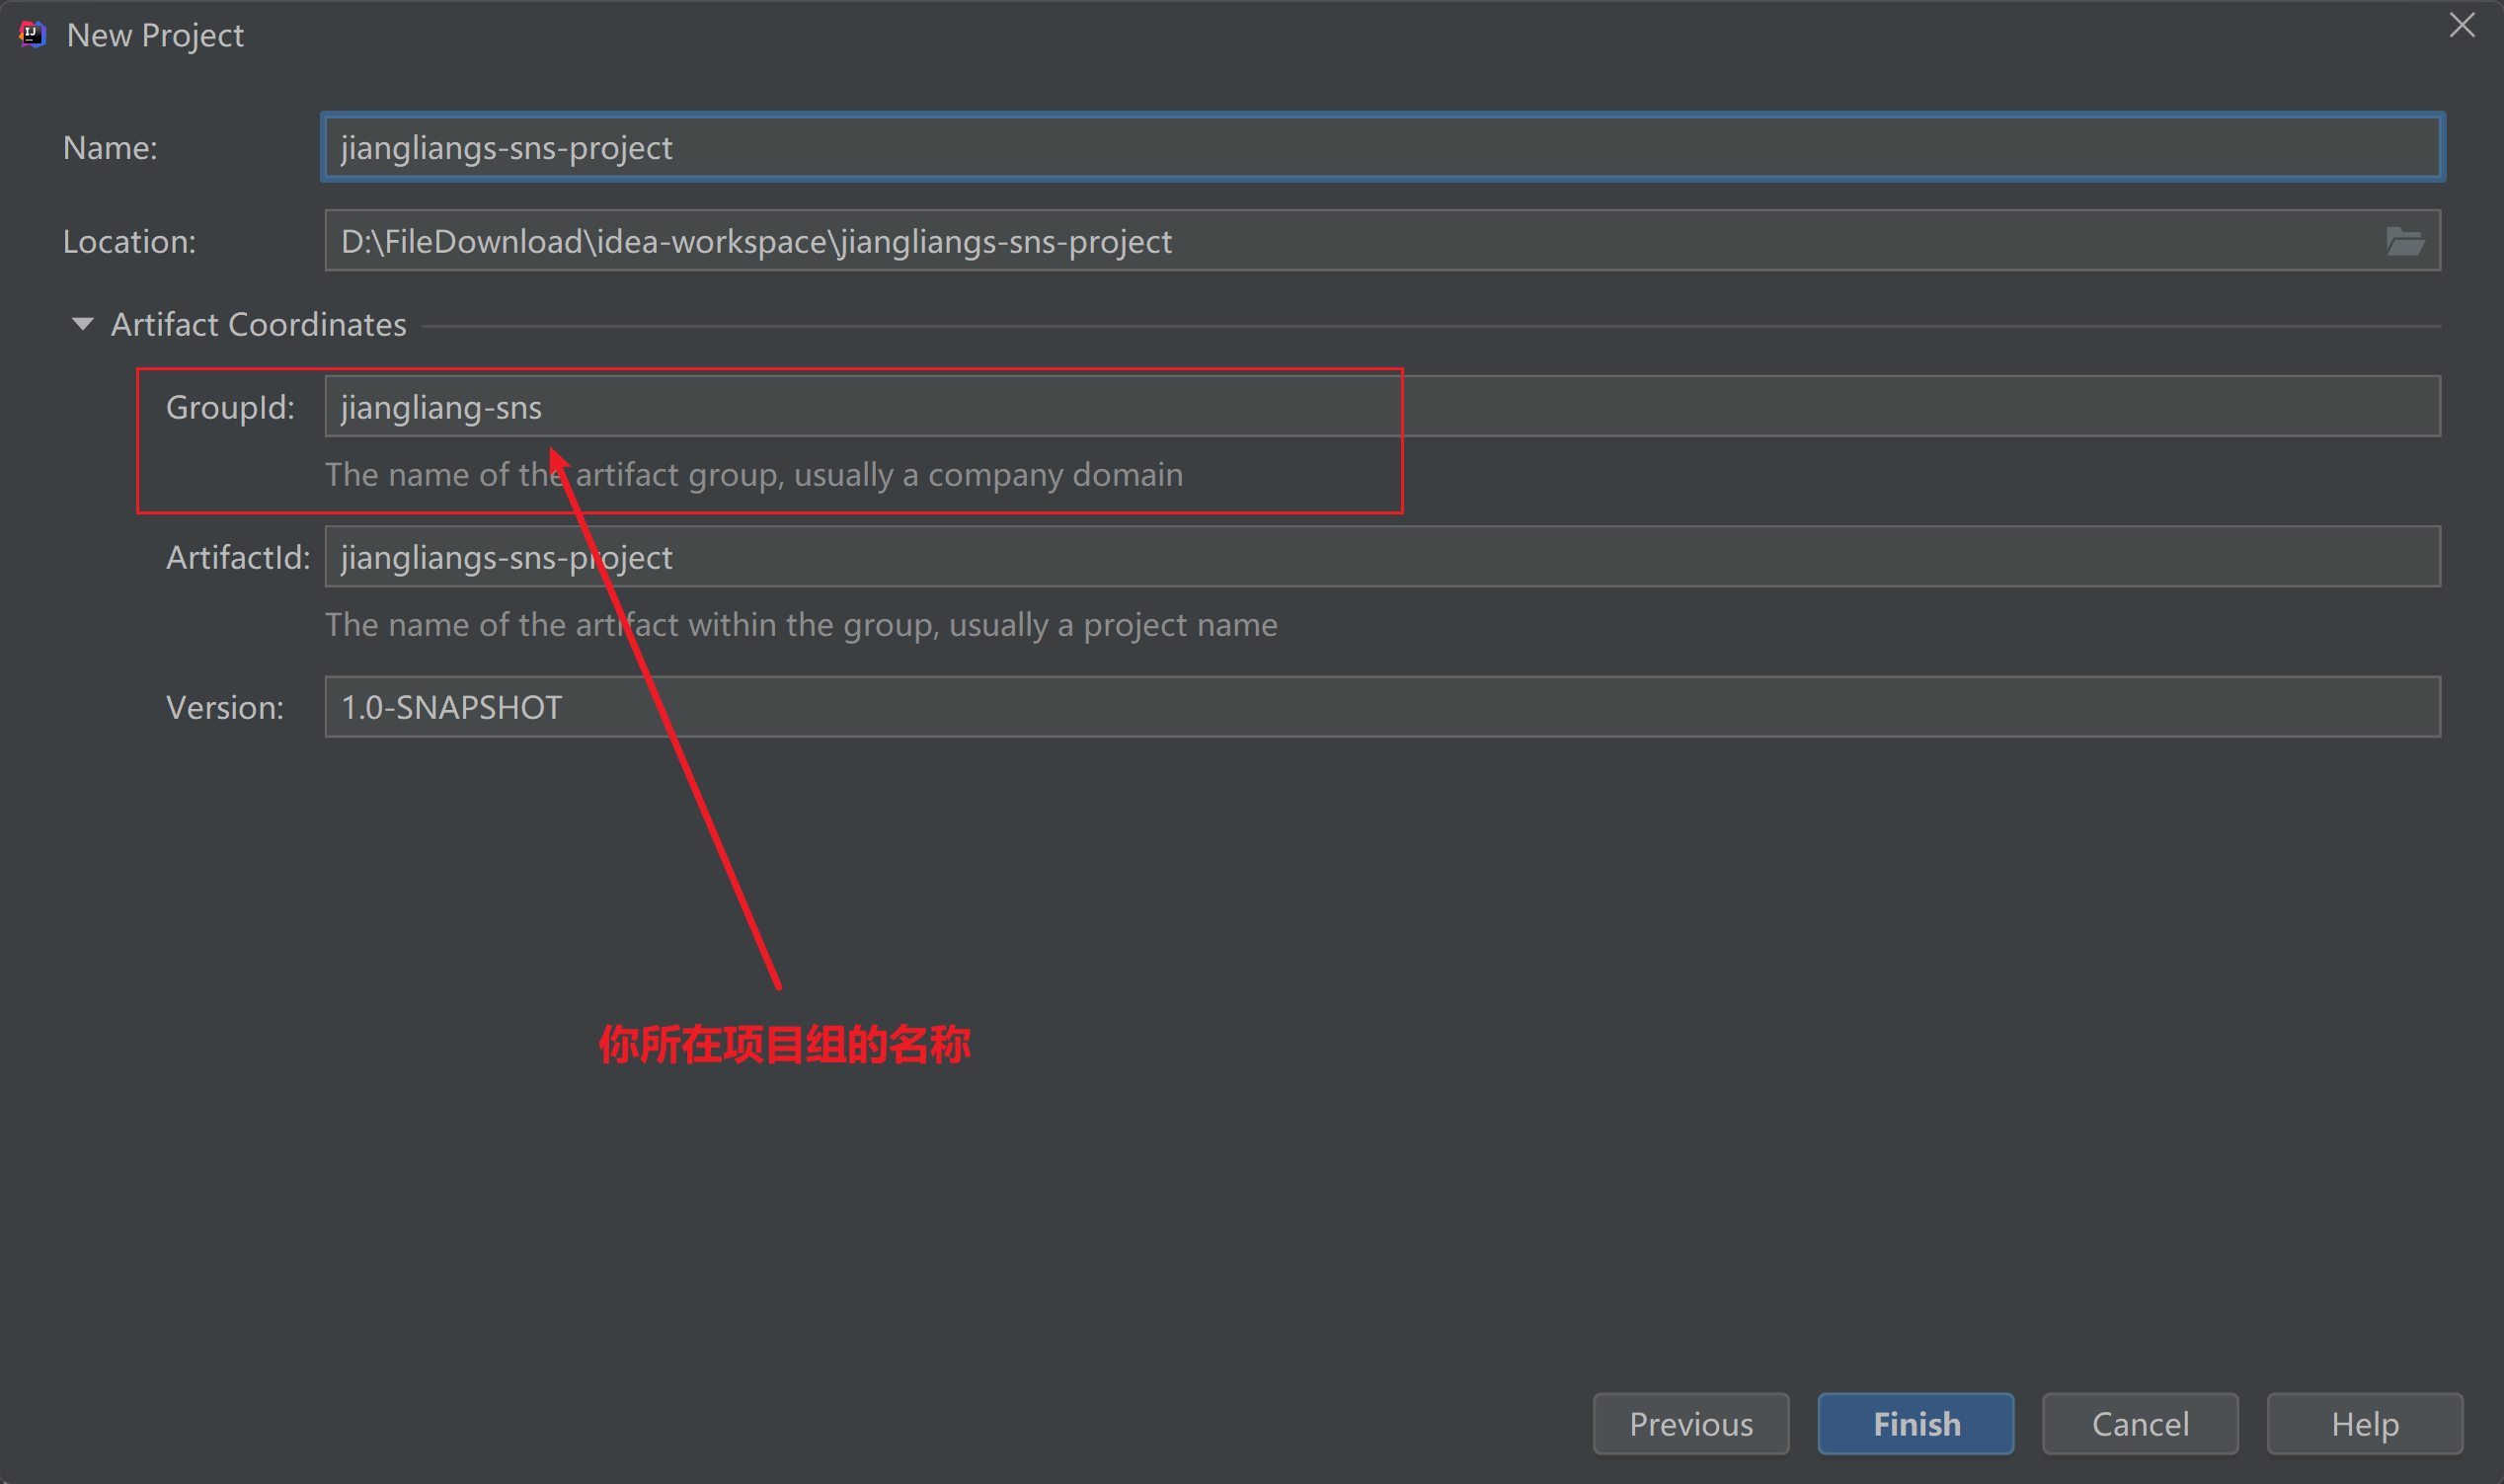 New Project
Name: jiangliangs-sns-project
Location: D:\FileDownload\idea-workspace\jiangliangs-sns-project
Artifact Coordinates
GroupId: jiangliang-sns
The name of the artifact group, usually a company domain
ArtifactId: jiangliangs-sns-project
The name of the artifact within the group, usually a project name
Version: 1.0-SNAPSHOT
你所在项目组的名称
Previous Finish Cancel Help